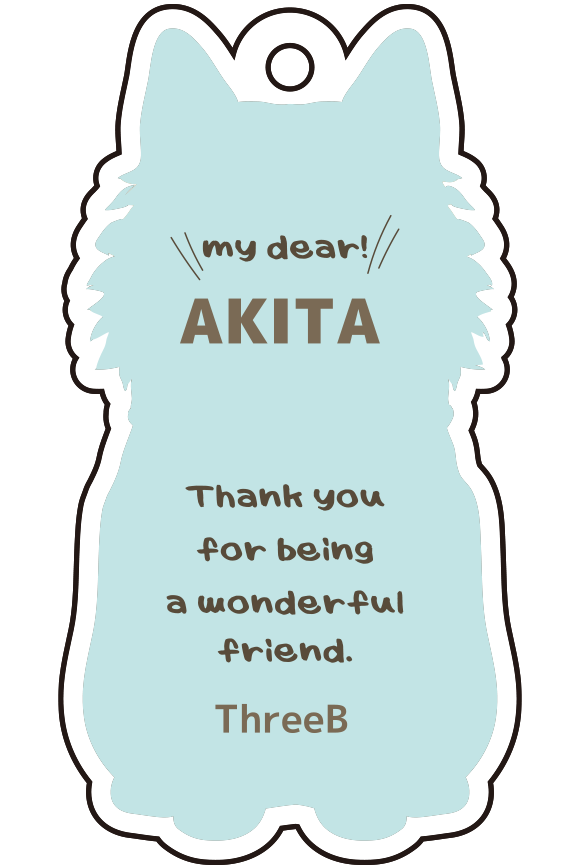 my dear!
AKITA
Thank you
for being
a wonderful
friend.
ThreeB